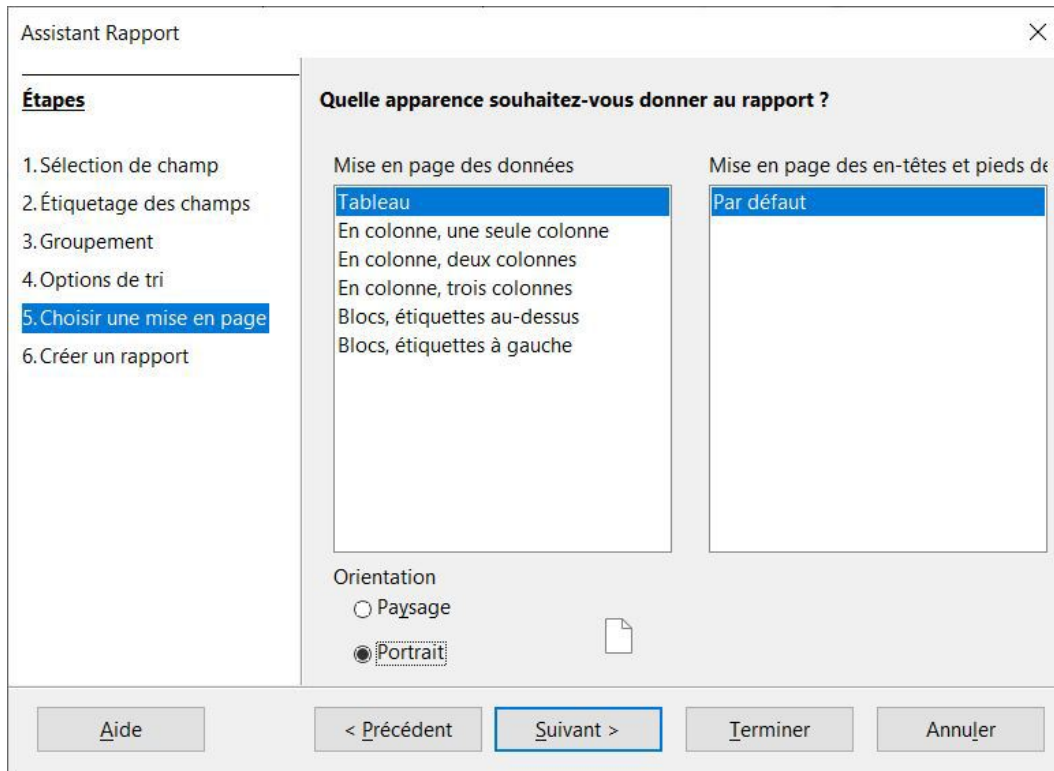 Assistant Rapport
Étapes
1. Sélection de champ
2. Étiquetage des champs
3. Groupement
4. Options de tri
5. Choisir une mise en page
6. Créer un rapport
Quelle apparence souhaitez-vous donner au rapport ?
Mise en page des données
Tableau
En colonne, une seule colonne
En colonne, deux colonnes
En colonne, trois colonnes
Blocs, étiquettes au-dessus
Blocs, étiquettes à gauche
Mise en page des en-têtes et pieds de
Par défaut
Orientation
Paysage
Portrait
Aide
< Précédent
Suivant >
Terminer
Annuler